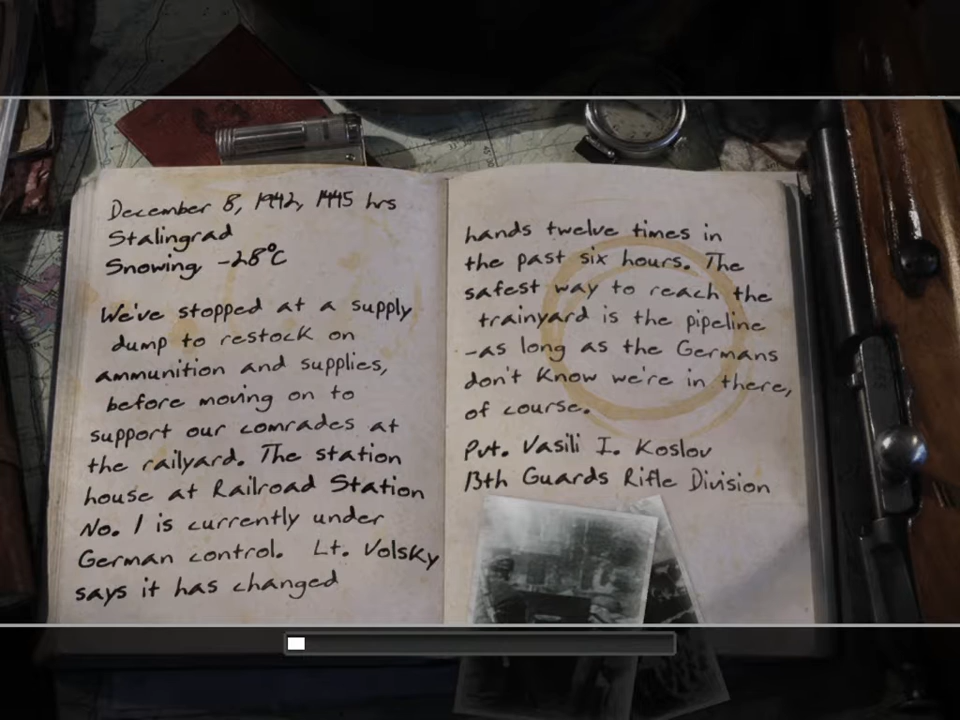 December 8, 1942, 1445 hrs
Stalingrad
Snowing -28°C
We've stopped at a supply
dump to restock on
ammunition and supplies,
before moving on to
support our comrades at
the railyard. The station
house at Railroad Station
No. 1 is currently under
German control. Lt. Volsky
says it has changed
hands twelve times in
the past six hours. The
safest way to reach the
trainyard is the pipeline
-as long as the Germans
don't know we're in there,
of course.
Pvt. Vasili I. Koslov
13th Guards Rifle Division